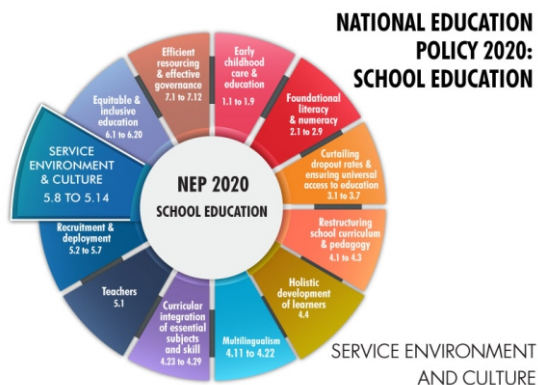 NATIONAL EDUCATION
POLICY 2020:
SCHOOL EDUCATION
NEP 2020
SCHOOL EDUCATION
Early
childhood
care &
education
1.1 to 1.9
Foundational
literacy
& numeracy
2.1 to 2.9
Curtailing
dropout rates &
ensuring universal
access to education
3.1 to 3.7
Restructuring
school curriculum
& pedagogy
4.1 to 4.3
Holistic
development
of learners
4.4
Multilingualism
4.11 to 4.22
Curricular
integration
of essential
subjects
and skill
4.23 to 4.29
Teachers
5.1
Recruitment &
deployment
5.2 to 5.7
SERVICE
ENVIRONMENT
& CULTURE
5.8 TO 5.14
Equitable &
inclusive
education
6.1 to 6.20
Efficient
resourcing
& effective
governance
7.1 to 7.12
SERVICE ENVIRONMENT
AND CULTURE